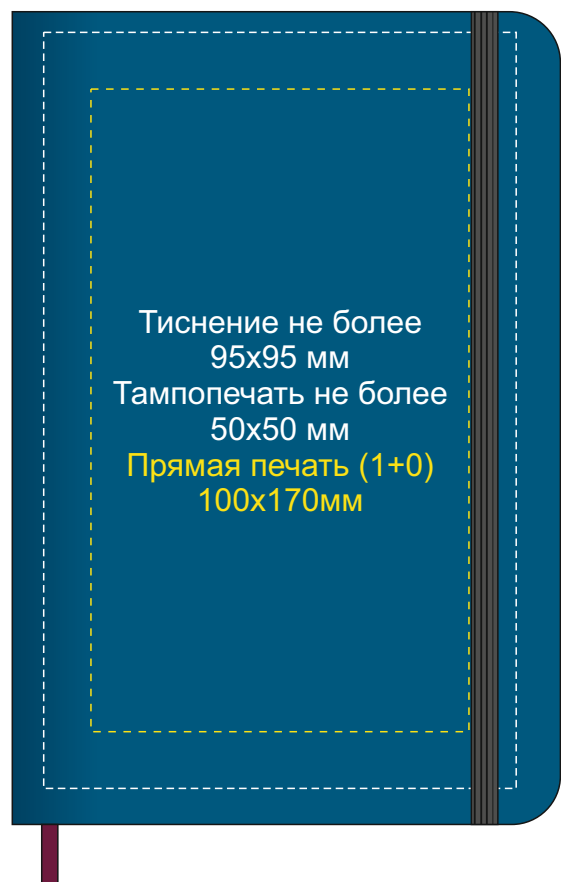 Тиснение не более
95х95 мм
Тампопечать не более
50х50 мм
Прямая печать (1+0)
100х170мм